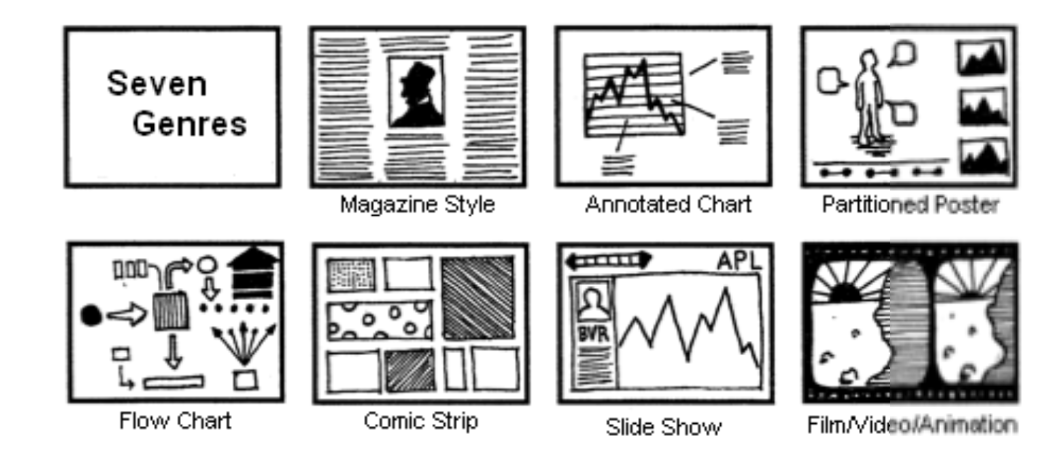 Seven
Genres
Magazine Style
Annotated Chart
Partitioned Poster
APL
BVR
Flow Chart
Comic Strip
Slide Show
Film/Video/Animation